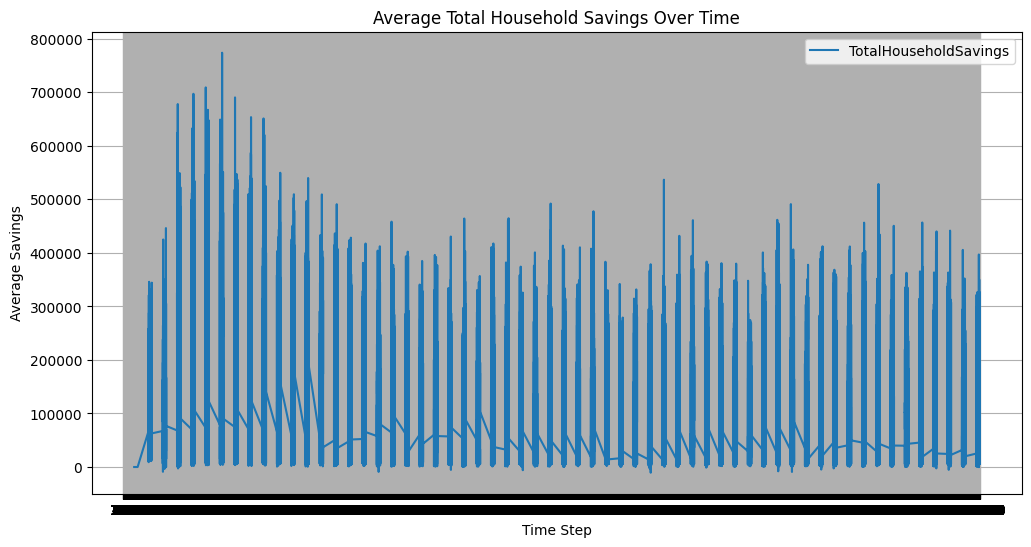 Average Total Household Savings Over Time
800000
TotalHouseholdSavings
700000
600000
500000
400000
300000
200000
100000
0
Average Savings
Time Step